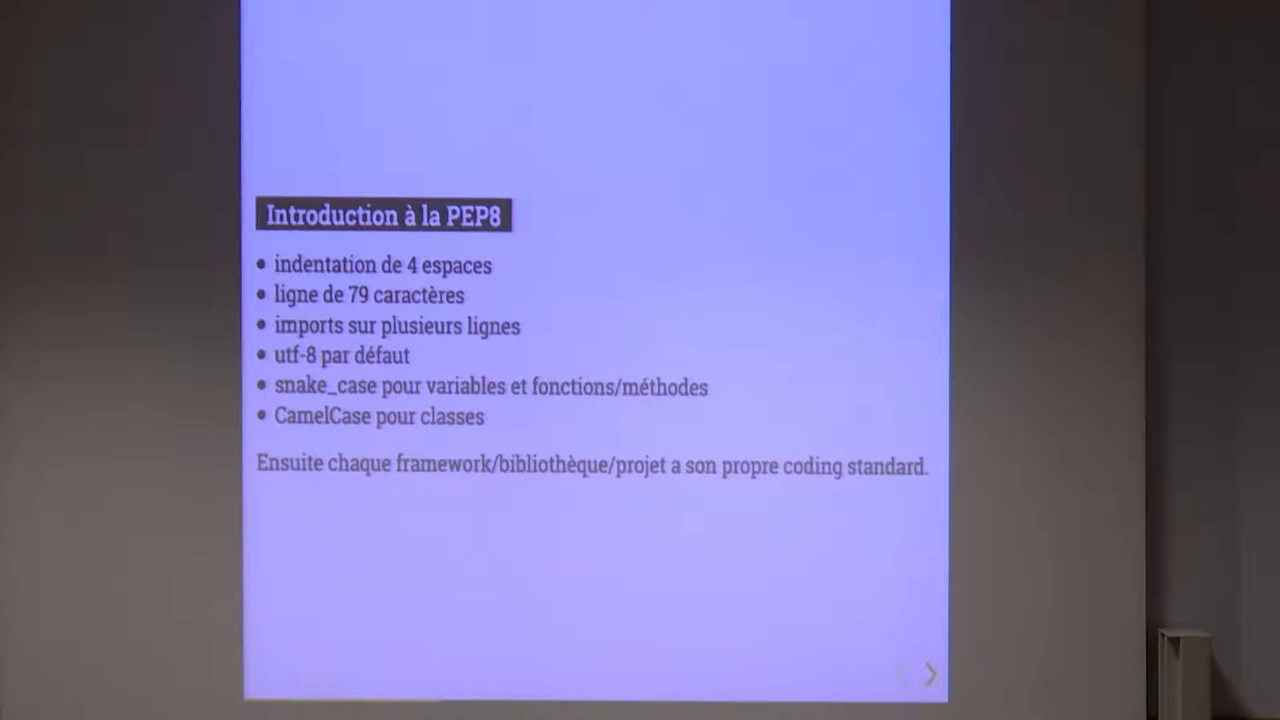 Introduction à la PEP8
• indentation de 4 espaces
• ligne de 79 caractères
• imports sur plusieurs lignes
• utf-8 par défaut
• snake_case pour variables et fonctions/méthodes
• CamelCase pour classes
Ensuite chaque framework/bibliothèque/projet a son propre coding standard.